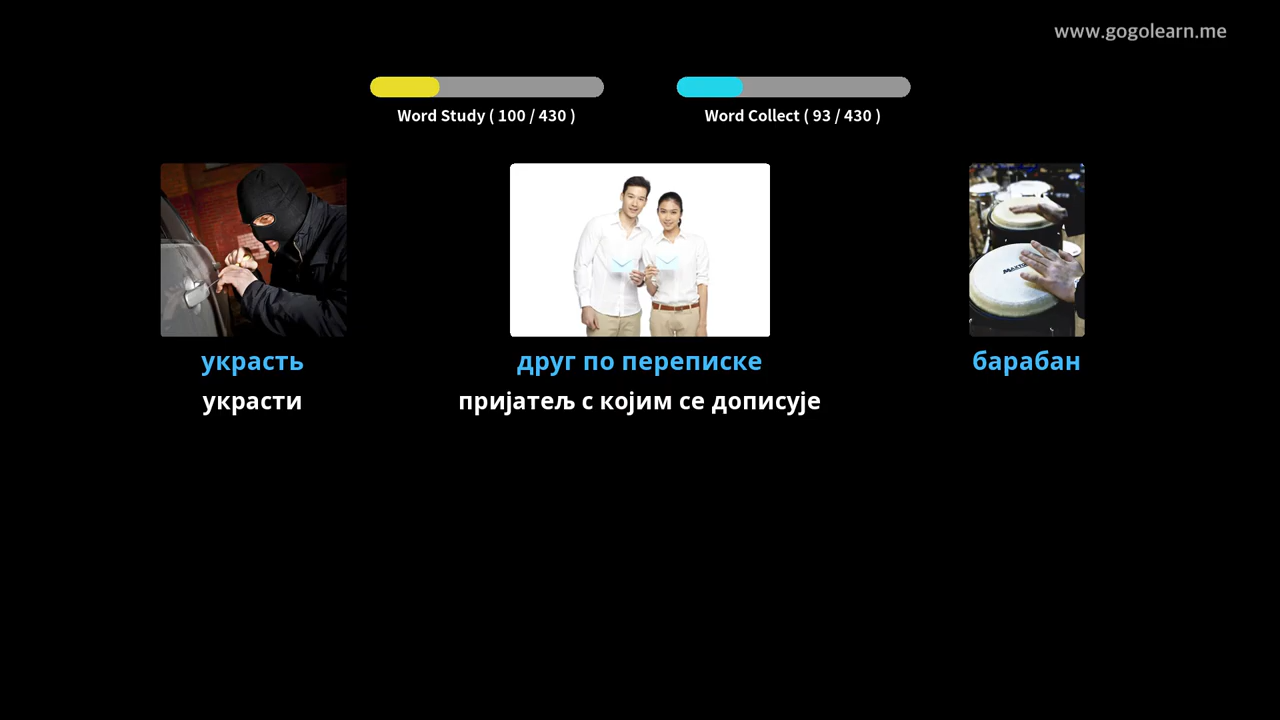 www.gogolearn.me
Word Study ( 100 / 430 )
Word Collect ( 93 / 430 )
украсть
друг по переписке
барабан
украсти
пријатељ с којим се дописује